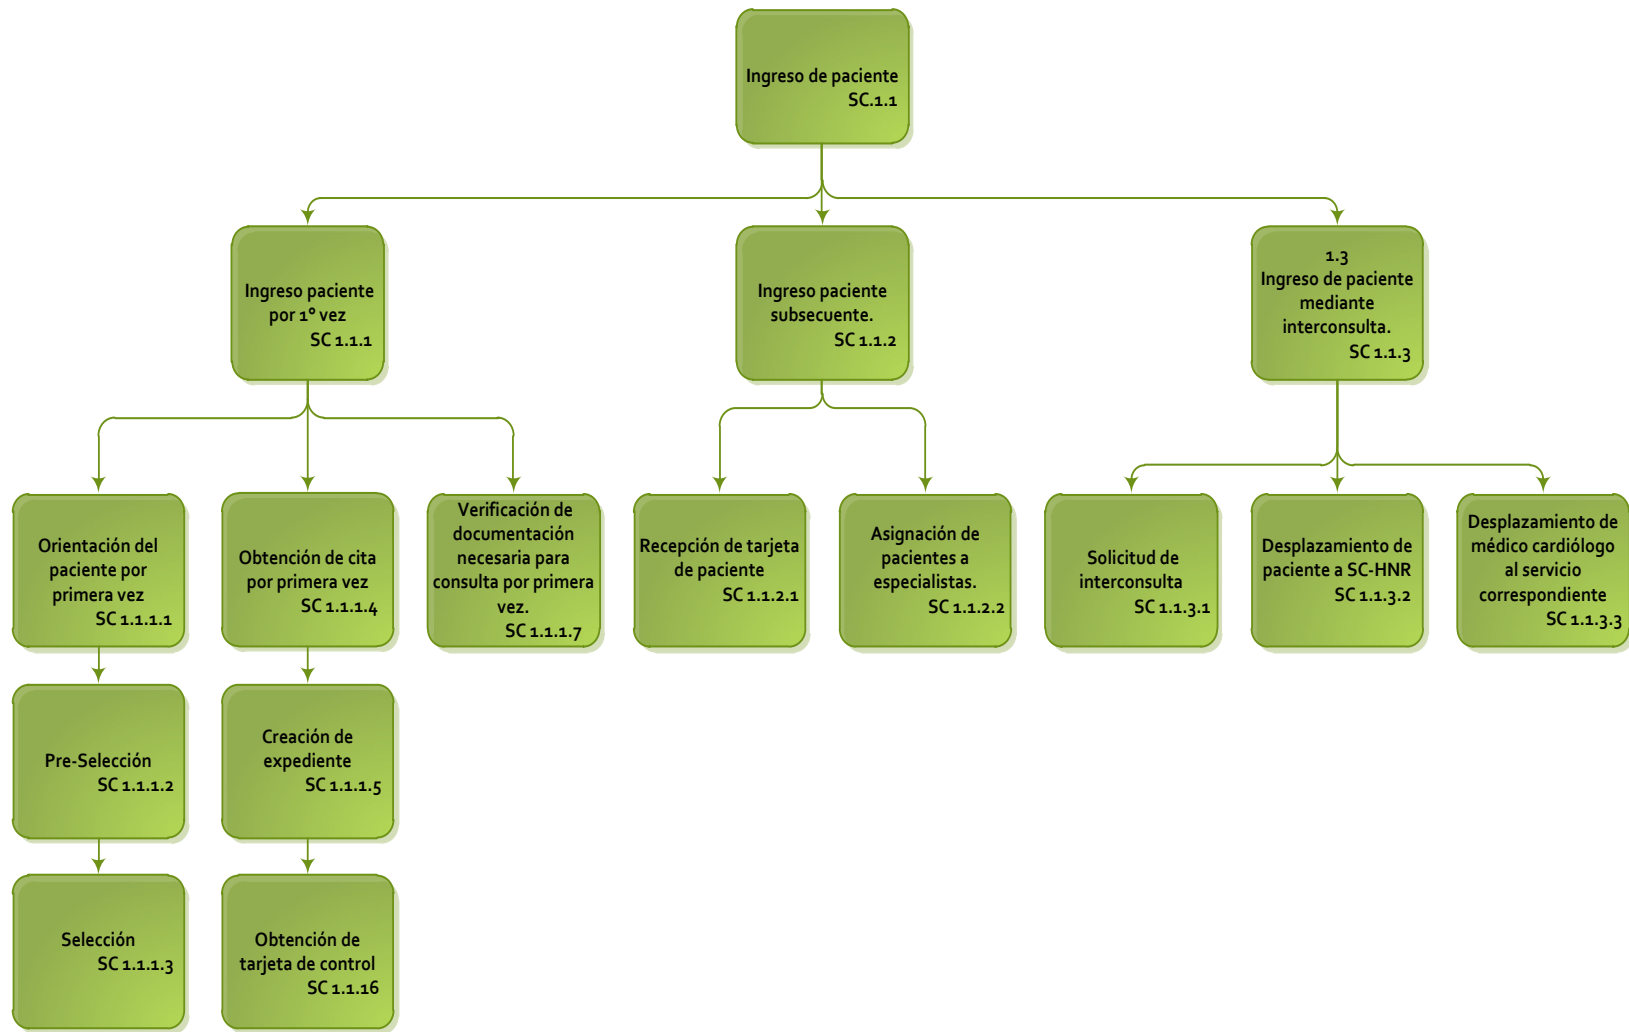 Ingreso de paciente
SC.1.1
Ingreso paciente
por 1º vez
SC 1.1.1
Ingreso paciente
subsecuente.
SC 1.1.2
1.3
Ingreso de paciente
mediante
interconsulta.
SC 1.1.3
Orientación del
paciente por
primera vez
SC 1.1.1.1
Obtención de cita
por primera vez
SC 1.1.1.4
Verificación de
documentación
necesaria para
consulta por primera
vez.
SC 1.1.1.7
Recepción de tarjeta
de paciente
SC 1.1.2.1
Asignación de
pacientes a
especialistas.
SC 1.1.2.2
Solicitud de
interconsulta
SC 1.1.3.1
Desplazamiento de
paciente a SC-HNR
SC 1.1.3.2
Desplazamiento de
médico cardiólogo
al servicio
correspondiente
SC 1.1.3.3
Pre-Selección
SC 1.1.1.2
Creación de
expediente
SC 1.1.1.5
Selección
SC 1.1.1.3
Obtención de
tarjeta de control
SC 1.1.16